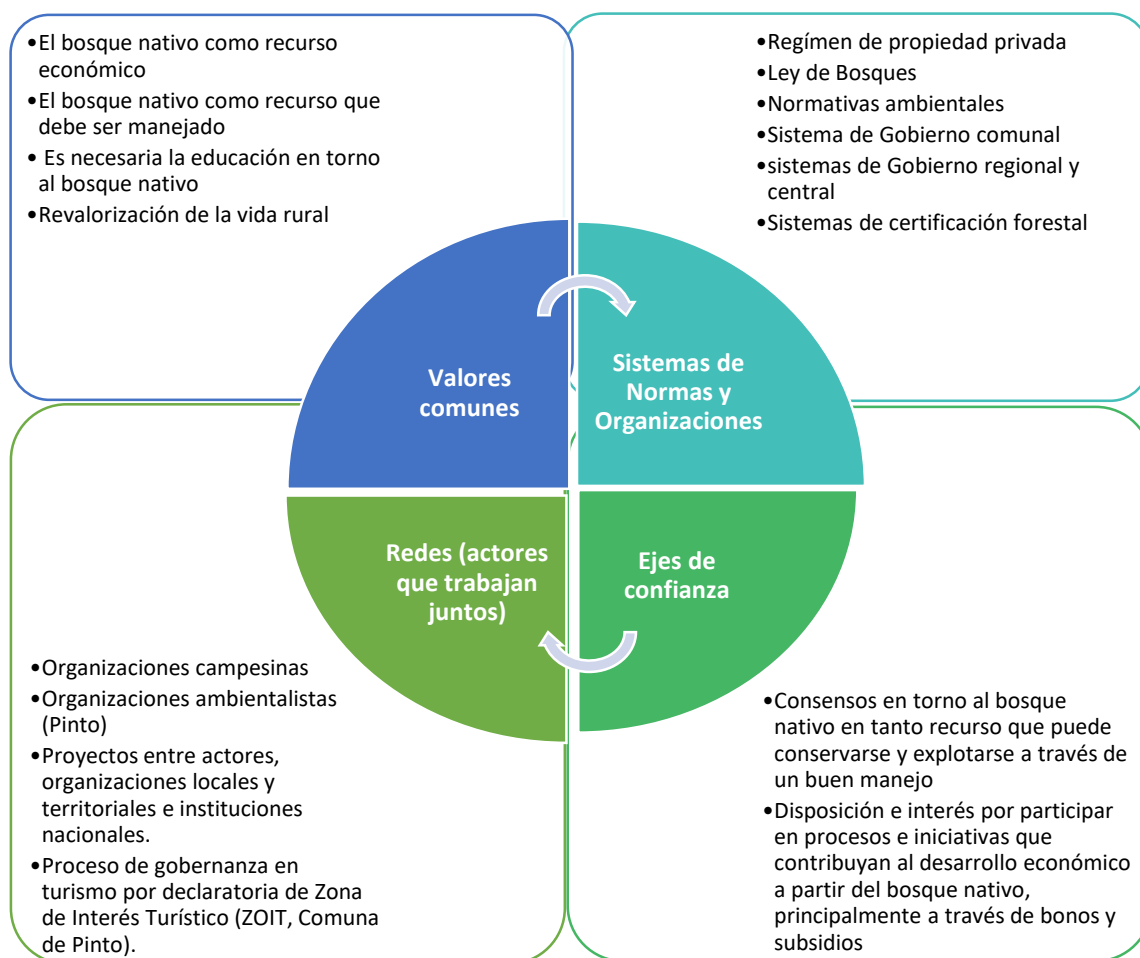 •El bosque nativo como recurso
económico
•El bosque nativo como recurso que
debe ser manejado
• Es necesaria la educación en torno
al bosque nativo
•Revalorización de la vida rural
•Regímen de propiedad privada
•Ley de Bosques
•Normativas ambientales
•Sistema de Gobierno comunal
•sistemas de Gobierno regional y
central
•Sistemas de certificación forestal
Valores
comunes
Sistemas de
Normas y
Organizaciones
Redes (actores
que trabajan
juntos)
Ejes de
confianza
•Organizaciones campesinas
•Organizaciones ambientalistas
(Pinto)
•Proyectos entre actores,
organizaciones locales y
territoriales e instituciones
nacionales.
•Proceso de gobernanza en
turismo por declaratoria de Zona
de Interés Turístico (ZOIT, Comuna
de Pinto).
•Consensos en torno al bosque
nativo en tanto recurso que puede
conservarse y explotarse a través de
un buen manejo
•Disposición e interés por participar
en procesos e iniciativas que
contribuyan al desarrollo económico
a partir del bosque nativo,
principalmente a través de bonos y
subsidios